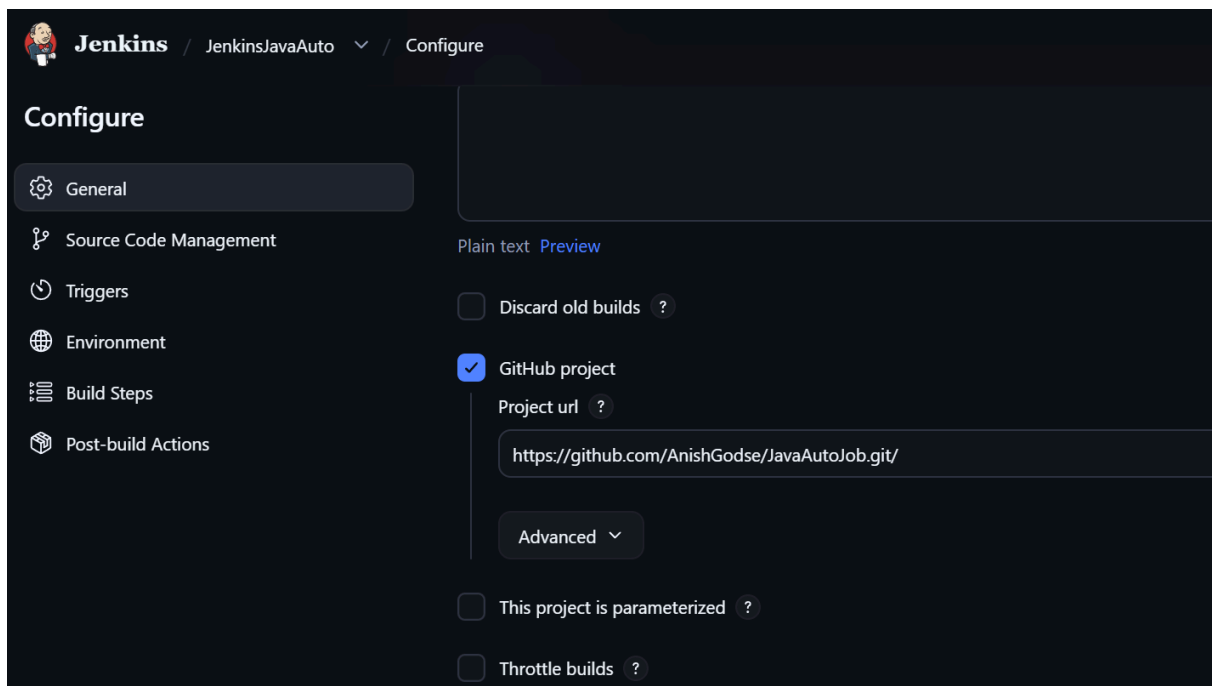 Jenkins / JenkinsJavaAuto / Configure
Configure
General
Source Code Management
Triggers
Environment
Build Steps
Post-build Actions
Plain text Preview
Discard old builds ?
GitHub project
Project url ?
https://github.com/AnishGodse/JavaAutoJob.git/
Advanced
This project is parameterized ?
Throttle builds ?